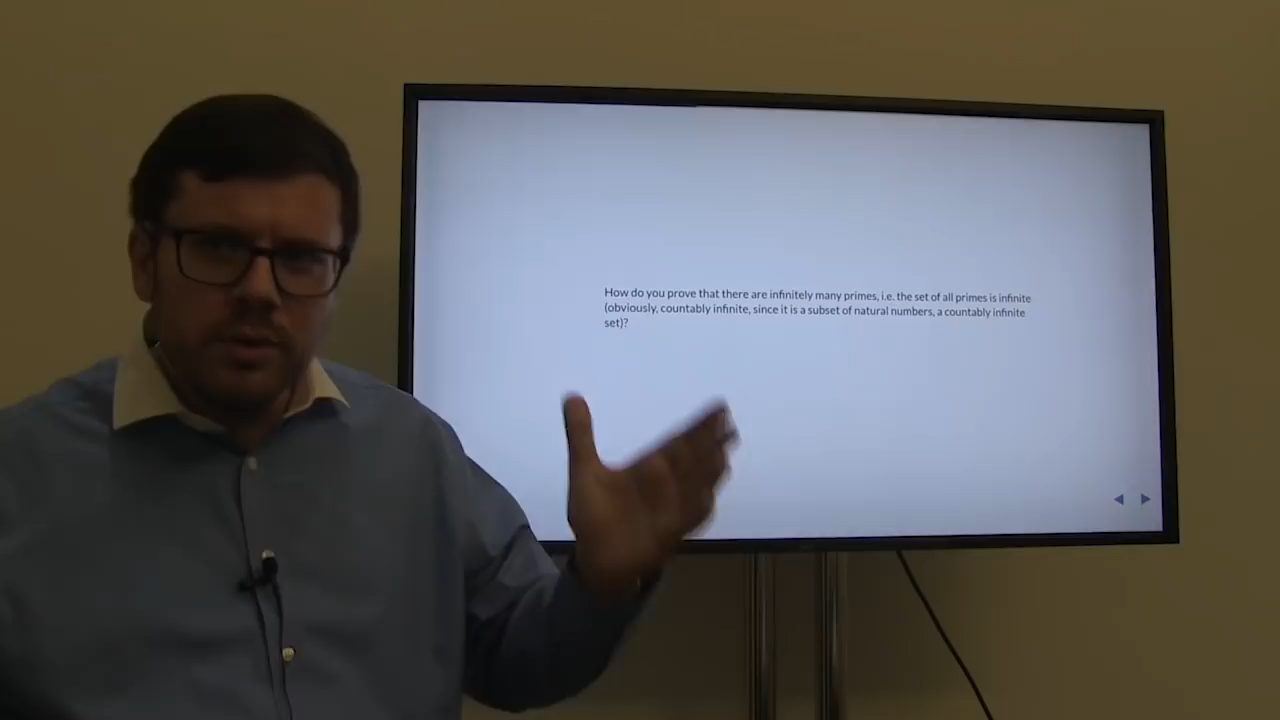 How do you prove that there are infinitely many primes, i.e. the set of all primes is infinite
(obviously, countably infinite, since it is a subset of natural numbers, a countably infinite
set)?